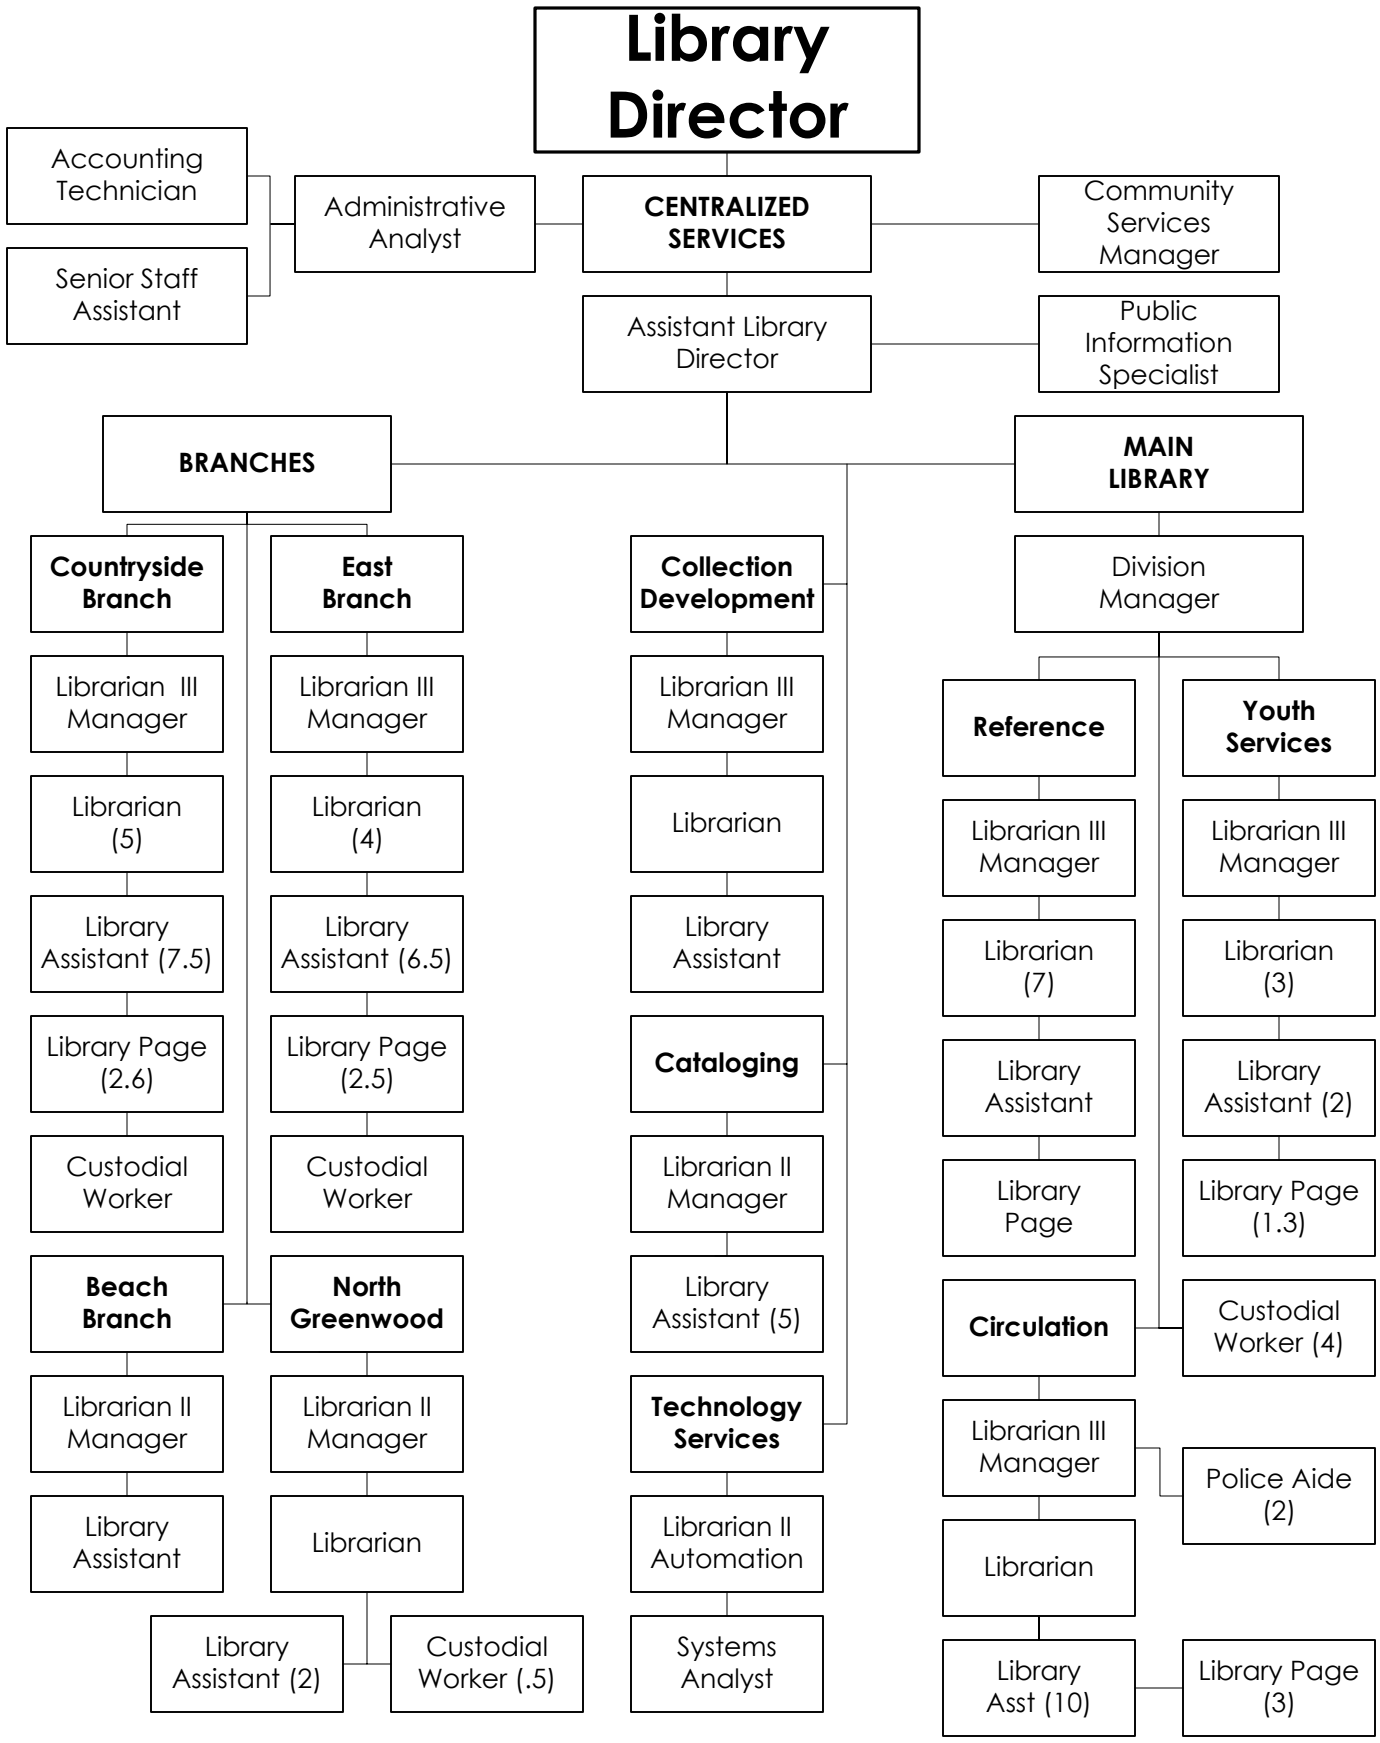 Library
Director
Accounting
Technician
Senior Staff
Assistant
Administrative
Analyst
CENTRALIZED
SERVICES
Community
Services
Manager
Assistant Library
Director
Public
Information
Specialist
BRANCHES
MAIN
LIBRARY
Countryside
Branch
Librarian  III
Manager
Librarian
(5)
Library
Assistant (7.5)
Library Page
(2.6)
Custodial
Worker
East
Branch
Librarian III
Manager
Librarian
(4)
Library
Assistant (6.5)
Library Page
(2.5)
Custodial
Worker
Beach
Branch
Librarian II
Manager
Library
Assistant
North
Greenwood
Librarian II
Manager
Librarian
Library
Assistant (2)
Custodial
Worker (.5)
Collection
Development
Librarian III
Manager
Librarian
Library
Assistant
Cataloging
Librarian II
Manager
Library
Assistant (5)
Technology
Services
Librarian II
Automation
Systems
Analyst
Division
Manager
Reference
Librarian III
Manager
Librarian
(7)
Library
Assistant
Library
Page
Youth
Services
Librarian III
Manager
Librarian
(3)
Library
Assistant (2)
Library Page
(1.3)
Circulation
Custodial
Worker (4)
Librarian III
Manager
Police Aide
(2)
Librarian
Library
Asst (10)
Library Page
(3)